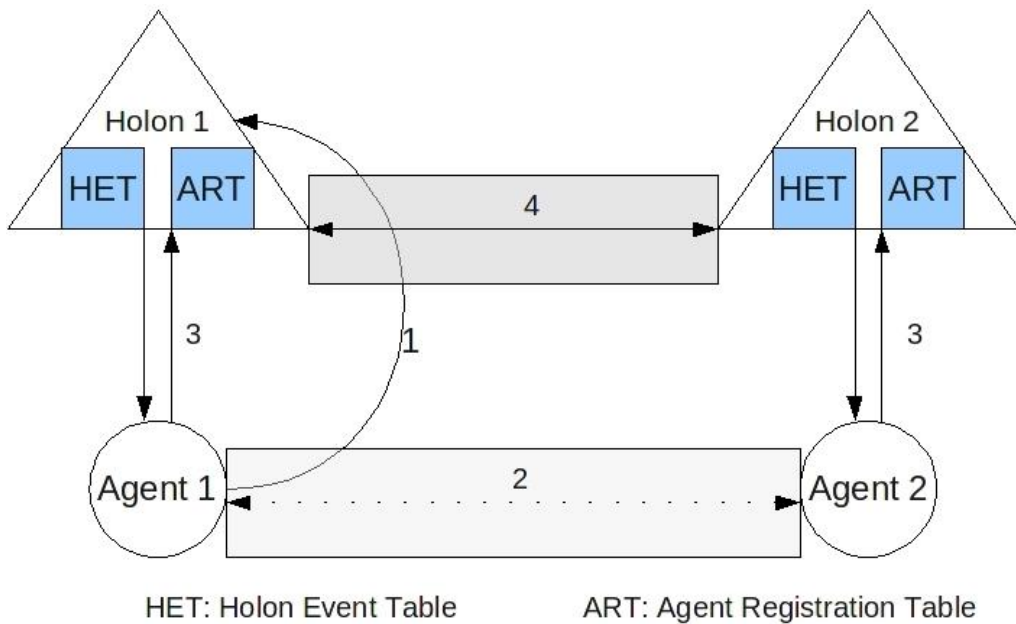 Holon 1
Holon 2
HET ART
HET ART
4
3
1
3
Agent 1
2
Agent 2
HET: Holon Event Table
ART: Agent Registration Table